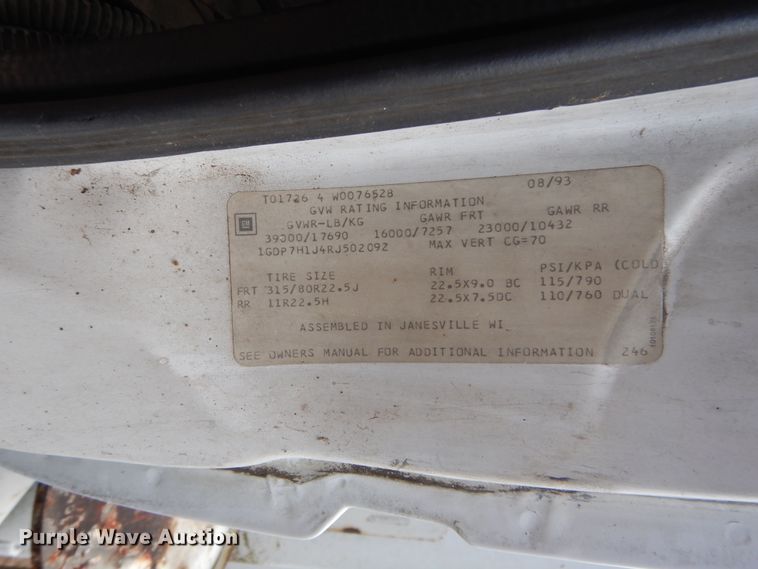 T01726 4 W0076528 08/93
GVW RATING INFORMATION
GM GVWR-LB/KG GAWR FRT GAWR RR
39000/17690 16000/7257 23000/10432
1GDP7H1J4RJ502092 MAX VERT CG=70
TIRE SIZE RIM PSI/KPA (COLD)
FRT 315/80R22.5J 22.5X9.0 BC 115/790
RR 11R22.5H 22.5X7.5DC 110/760 DUAL
ASSEMBLED IN JANESVILLE WI
SEE OWNERS MANUAL FOR ADDITIONAL INFORMATION 246
Purple Wave Auction